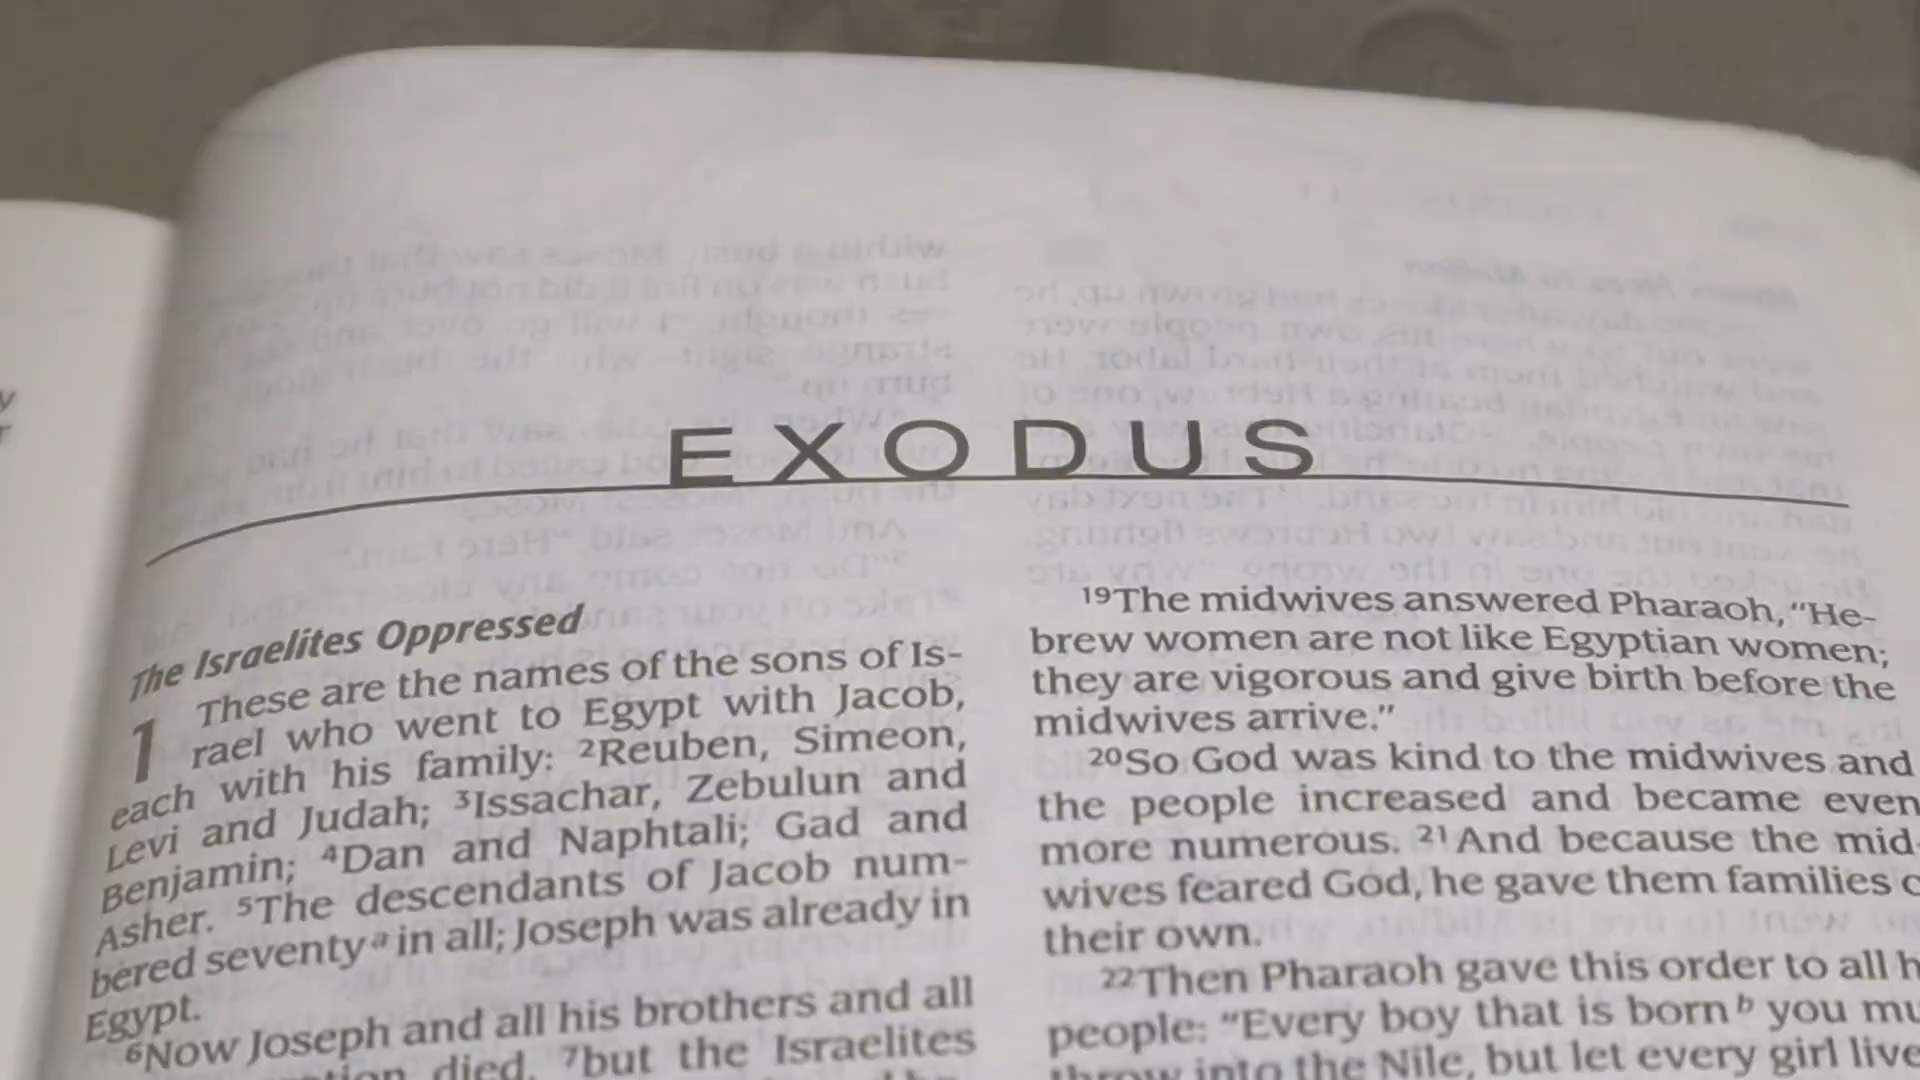 EXODUS
The Israelites Oppressed
1 These are the names of the sons of Is-
rael who went to Egypt with Jacob,
each with his family: 2Reuben, Simeon,
Levi and Judah; 3Issachar, Zebulun and
Benjamin; 4Dan and Naphtali; Gad and
Asher. 5The descendants of Jacob num-
bered seventy a in all; Joseph was already in
Egypt.
6Now Joseph and all his brothers and all
died, 7but the Israelites
19The midwives answered Pharaoh, “He-
brew women are not like Egyptian women;
they are vigorous and give birth before the
midwives arrive.”
20So God was kind to the midwives and
the people increased and became even
more numerous. 21And because the mid-
wives feared God, he gave them families
their own.
22Then Pharaoh gave this order to all
people: “Every boy that is born b you
throw into the Nile, but let every girl live